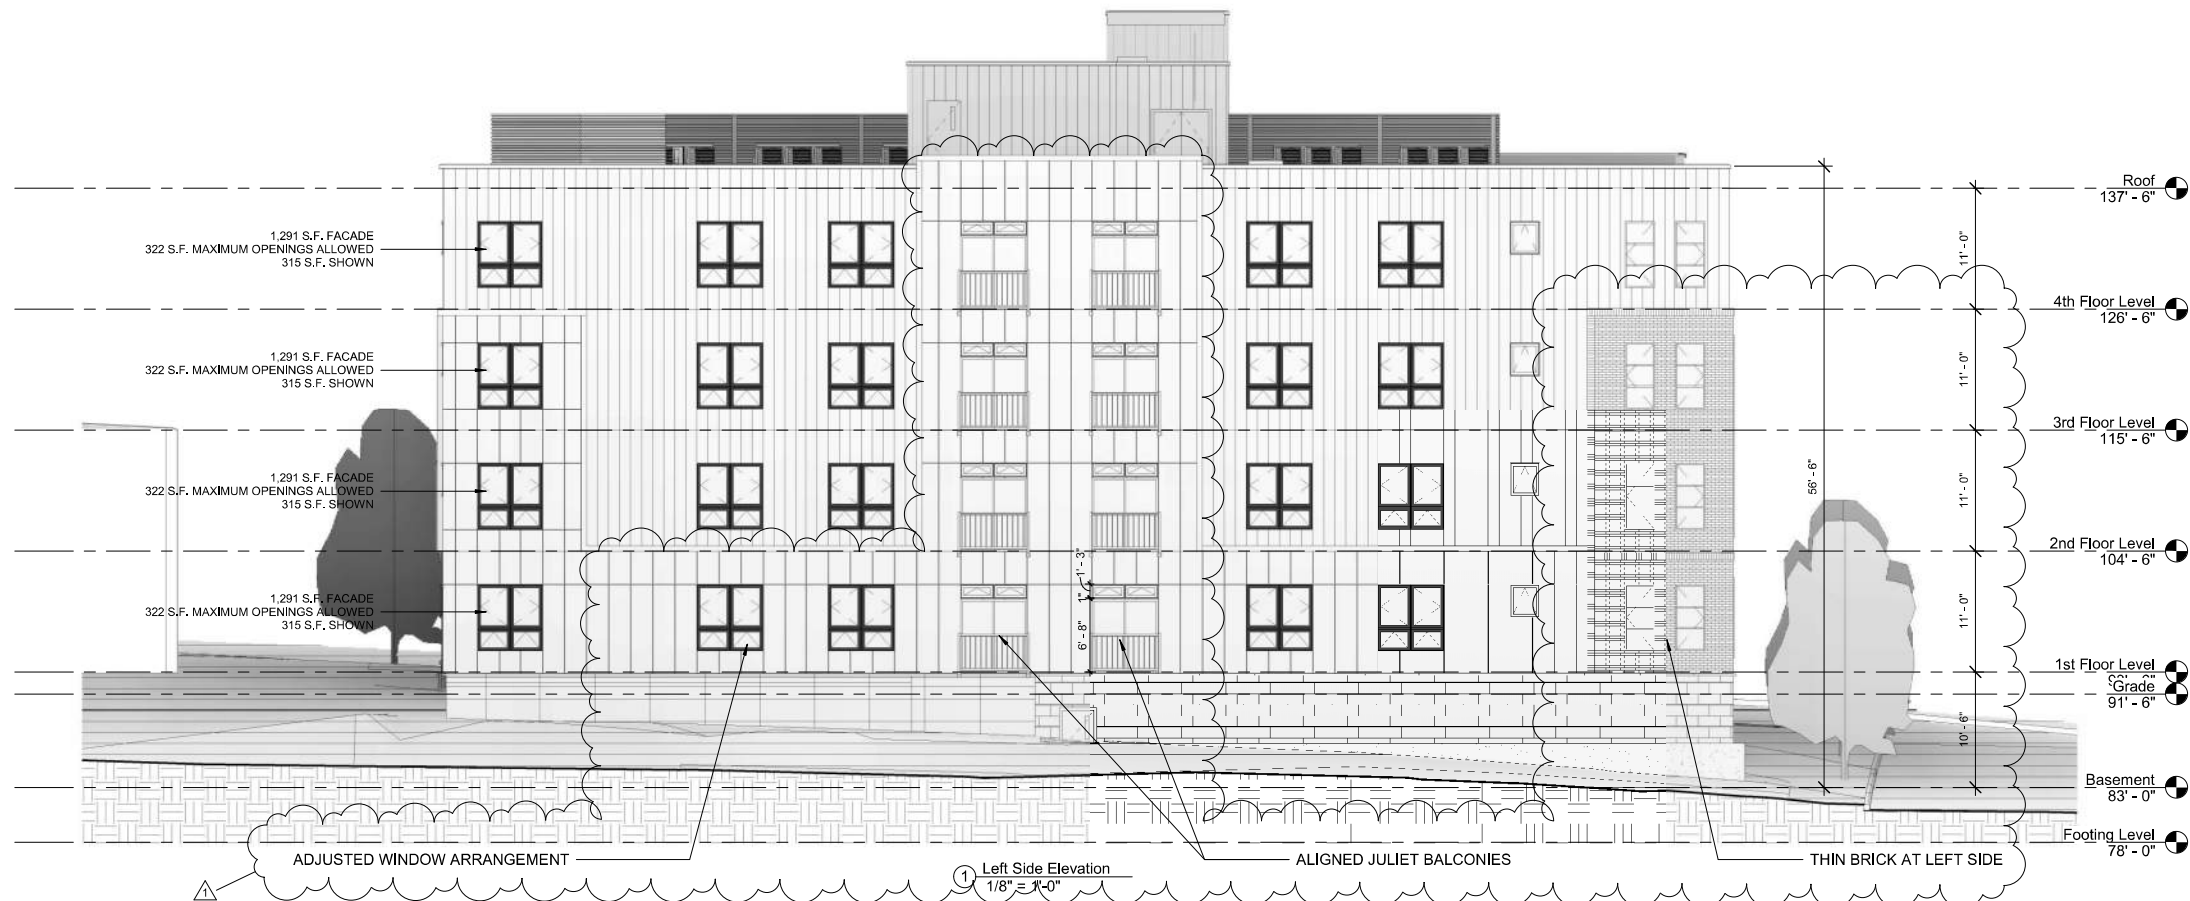 Roof
137' - 6"
1,291 S.F. FACADE
322 S.F. MAXIMUM OPENINGS ALLOWED
315 S.F. SHOWN
11' - 0"
4th Floor Level
126' - 6"
1,291 S.F. FACADE
322 S.F. MAXIMUM OPENINGS ALLOWED
315 S.F. SHOWN
11' - 0"
3rd Floor Level
115' - 6"
1,291 S.F. FACADE
322 S.F. MAXIMUM OPENINGS ALLOWED
315 S.F. SHOWN
56' - 6"
11' - 0"
2nd Floor Level
104' - 6"
1' - 3"
1"
6' - 8"
1,291 S.F. FACADE
322 S.F. MAXIMUM OPENINGS ALLOWED
315 S.F. SHOWN
11' - 0"
1st Floor Level
Grade
91' - 6"
10' - 6"
Basement
83' - 0"
Footing Level
78' - 0"
ADJUSTED WINDOW ARRANGEMENT
ALIGNED JULIET BALCONIES
THIN BRICK AT LEFT SIDE
1
1 Left Side Elevation
1/8" = 1'-0"